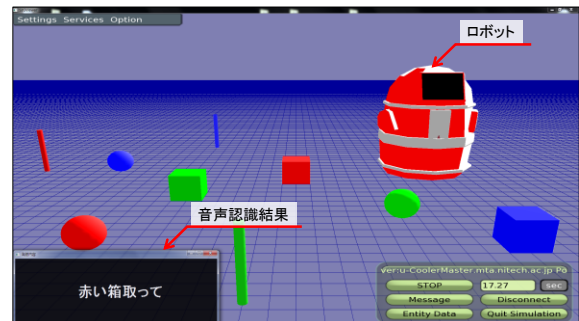 Settings Services Option
ロボット
音声認識結果
赤い箱取って
ver:u-CoolerMaster.mta.nitech.ac.jp Po
STOP
17.27
sec
Message
Disconnect
Entity Data
Quit Simulation